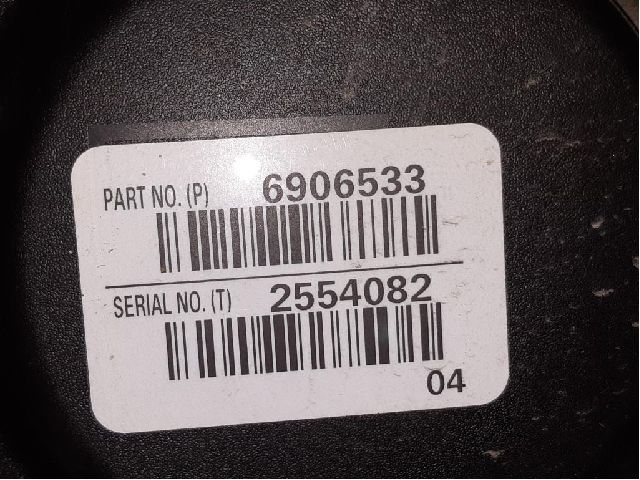 PART NO. (P) 6906533
SERIAL NO. (T) 2554082
04